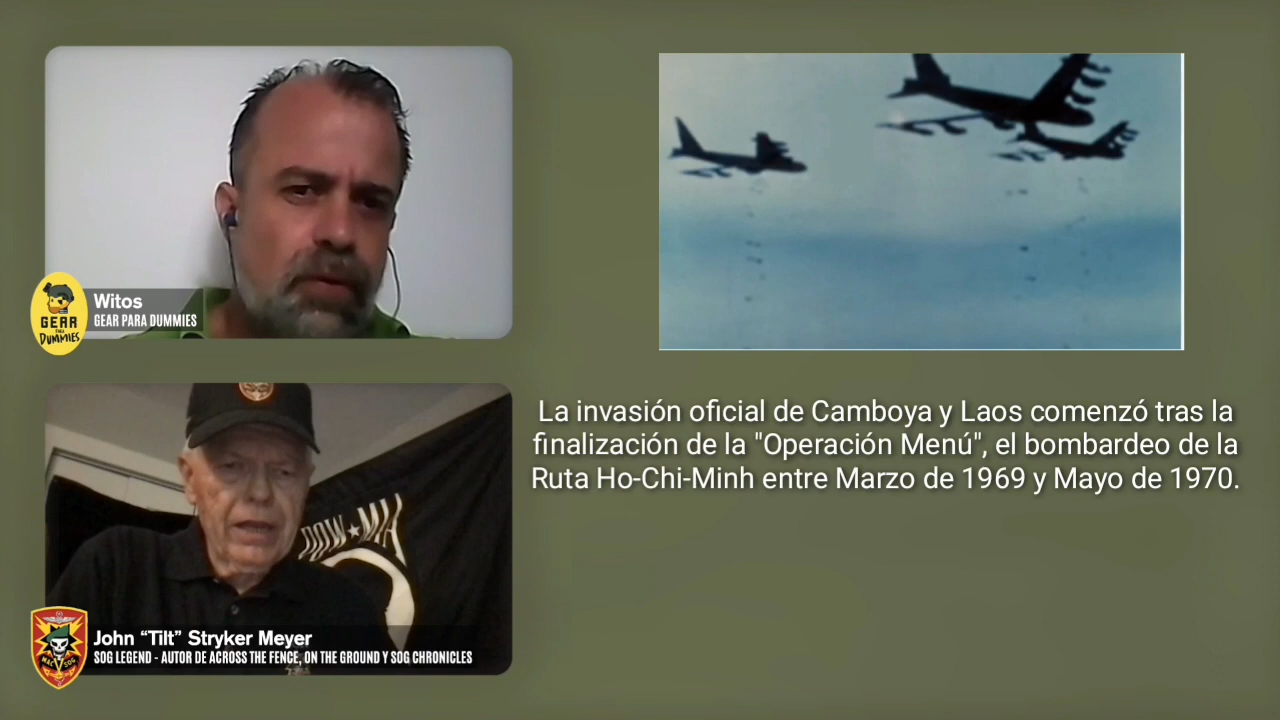 Witos
GEAR PARA DUMMIES
GEAR
PARA
DUMMIES
POW★MIA
John “Tilt” Stryker Meyer
SOG LEGEND - AUTOR DE ACROSS THE FENCE, ON THE GROUND Y SOG CHRONICLES
MAC V SOG
La invasión oficial de Camboya y Laos comenzó tras la
finalización de la "Operación Menú", el bombardeo de la
Ruta Ho-Chi-Minh entre Marzo de 1969 y Mayo de 1970.